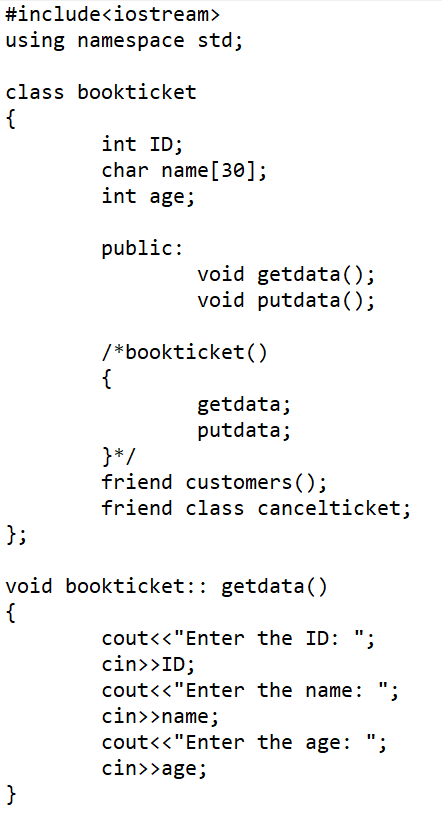 #include<iostream>
using namespace std;

class bookticket
{
        int ID;
        char name[30];
        int age;

        public:
                void getdata();
                void putdata();

        /*bookticket()
        {
                getdata;
                putdata;
        }*/
        friend customers();
        friend class cancelticket;
};

void bookticket:: getdata()
{
        cout<<"Enter the ID: ";
        cin>>ID;
        cout<<"Enter the name: ";
        cin>>name;
        cout<<"Enter the age: ";
        cin>>age;
}